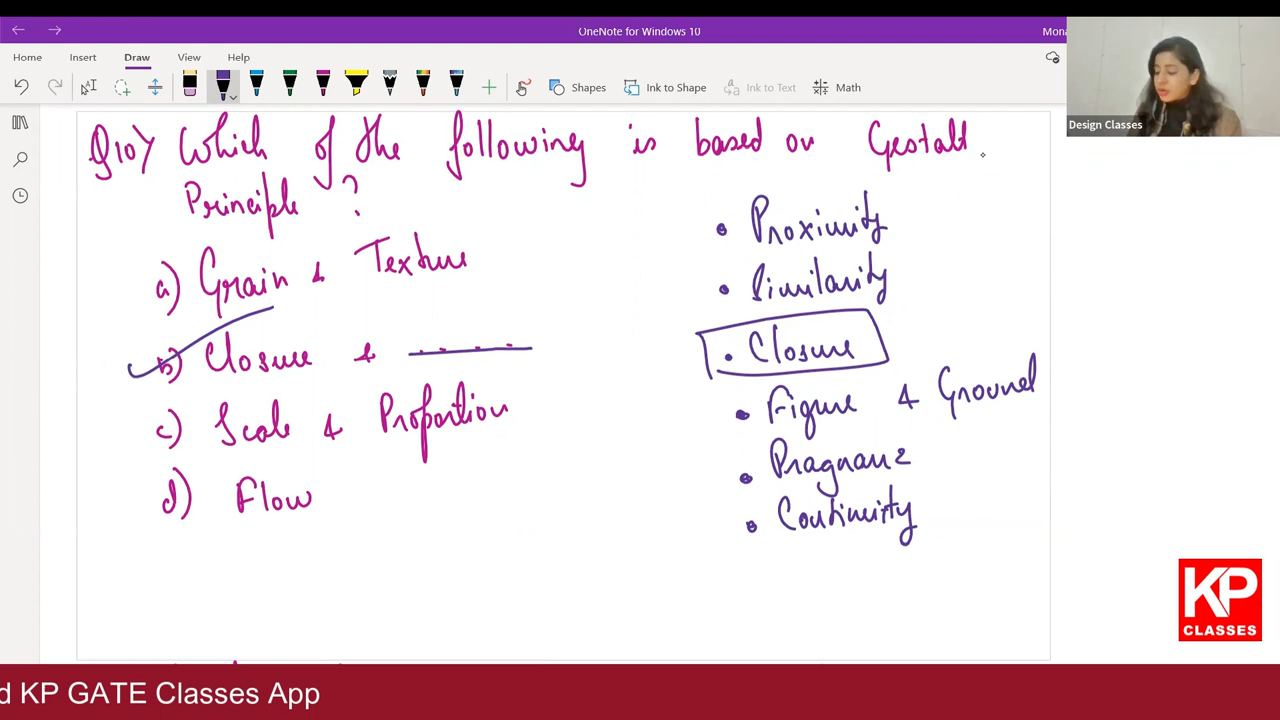 OneNote for Windows 10
Mona
Home Insert Draw View Help
Shapes Ink to Shape Ink to Text Math
Design Classes
Q10) Which of the following is based on Gestalt
Principle ?
a) Grain & Texture
b) Closure &
c) Scale & Proportion
d) Flow
• Proximity
• Similarity
• Closure
• Figure & Ground
• Pragnanz
• Continuity
KP
CLASSES
d KP GATE Classes App